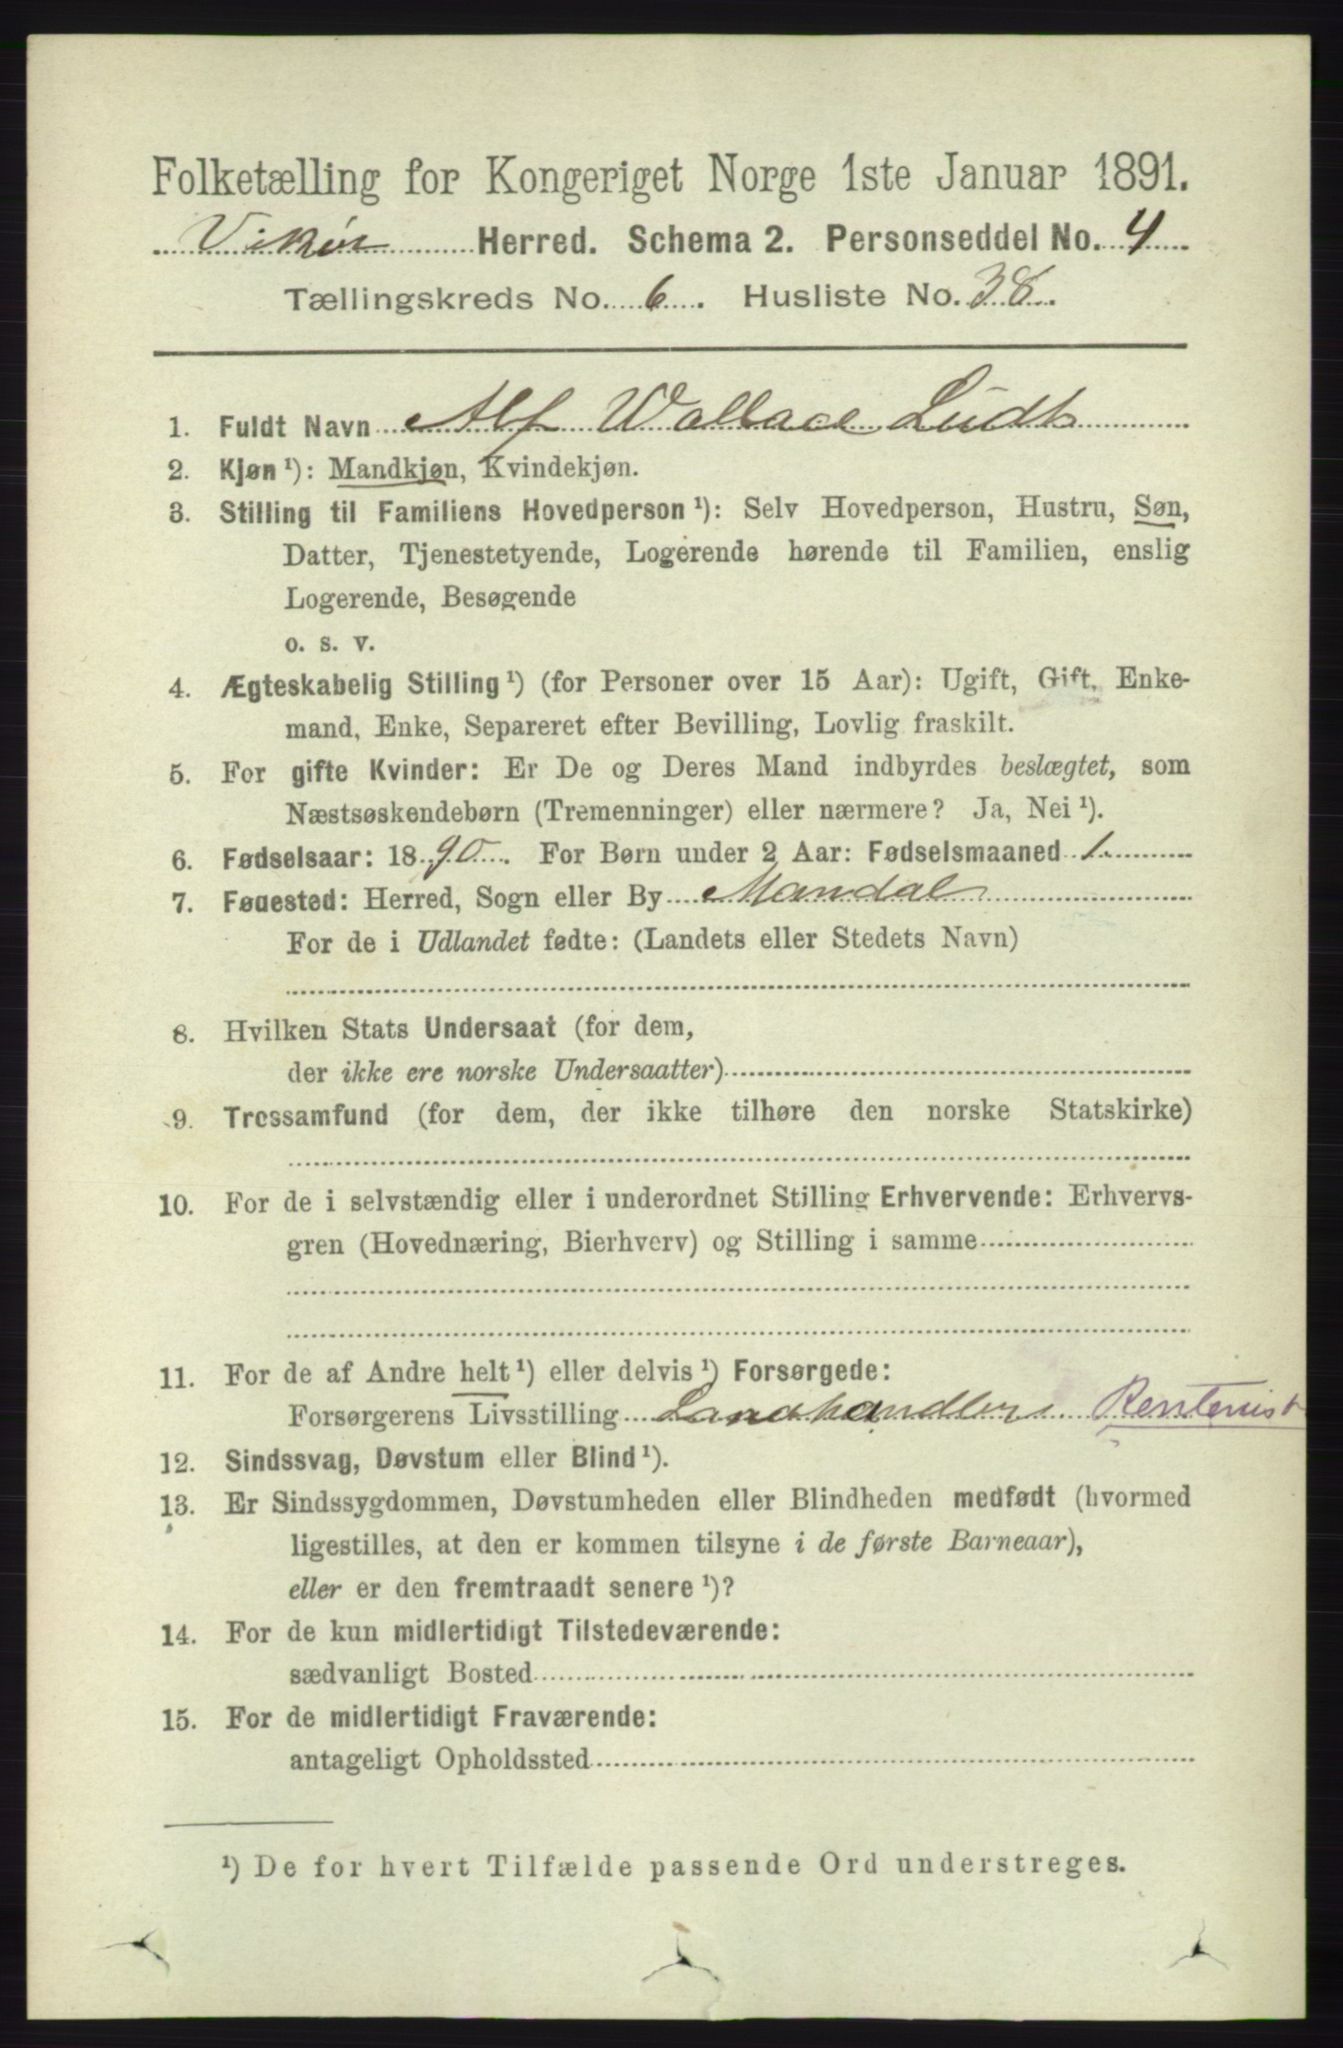 Folketælling for Kongeriget Norge 1ste Januar 1891.
Vikør Herred. Schema 2. Personseddel No. 4
Tællingskreds No. 6. Husliste No. 38.
1. Fuldt Navn Alf Wallace Lüdt
2. Kjøn ¹): Mandkjøn, Kvindekjøn.
3. Stilling til Familiens Hovedperson ¹): Selv Hovedperson, Hustru, Søn,
Datter, Tjenestetyende, Logerende hørende til Familien, enslig
Logerende, Besøgende
o. s. v.
4. Ægteskabelig Stilling ¹) (for Personer over 15 Aar): Ugift, Gift, Enke-
mand, Enke, Separeret efter Bevilling, Lovlig fraskilt.
5. For gifte Kvinder: Er De og Deres Mand indbyrdes beslægtet, som
Næstsøskendebørn (Tremenninger) eller nærmere? Ja, Nei ¹).
6. Fødselsaar: 1890. For Børn under 2 Aar: Fødselsmaaned 1.
7. Fødested: Herred, Sogn eller By Mandal
For de i Udlandet fødte: (Landets eller Stedets Navn)
8. Hvilken Stats Undersaat (for dem,
der ikke ere norske Undersaatter)
9. Trossamfund (for dem, der ikke tilhøre den norske Statskirke)
10. For de i selvstændig eller i underordnet Stilling Erhvervende: Erhvervs-
gren (Hovednæring, Bierhverv) og Stilling i samme
11. For de af Andre helt ¹) eller delvis ¹) Forsørgede:
Forsørgerens Livsstilling Landhandler Rentenist
12. Sindssvag, Døvstum eller Blind ¹).
13. Er Sindssygdommen, Døvstumheden eller Blindheden medfødt (hvormed
ligestilles, at den er kommen tilsyne i de første Barneaar),
eller er den fremtraadt senere ¹)?
14. For de kun midlertidigt Tilstedeværende:
sædvanligt Bosted
15. For de midlertidigt Fraværende:
antageligt Opholdssted
¹) De for hvert Tilfælde passende Ord understreges.